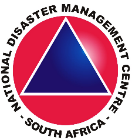 NATIONAL DISASTER MANAGEMENT CENTRE
- SOUTH AFRICA -